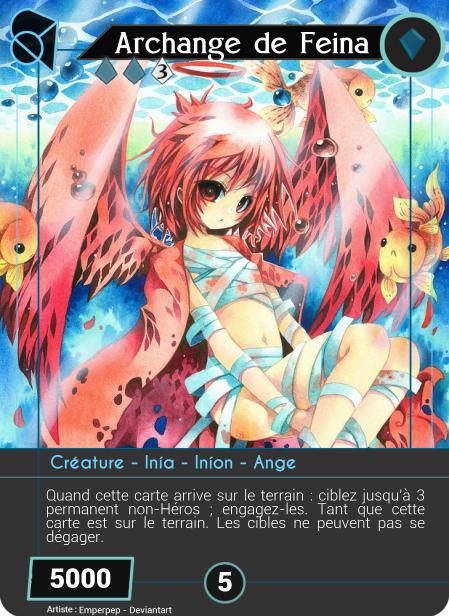 Archange de Feina
3
Créature - Inía - Iníon - Ange
Quand cette carte arrive sur le terrain : ciblez jusqu'à 3
permanent non-Héros ; engagez-les. Tant que cette
carte est sur le terrain. Les cibles ne peuvent pas se
dégager.
5000
5
Artiste : Emperpep - Deviantart